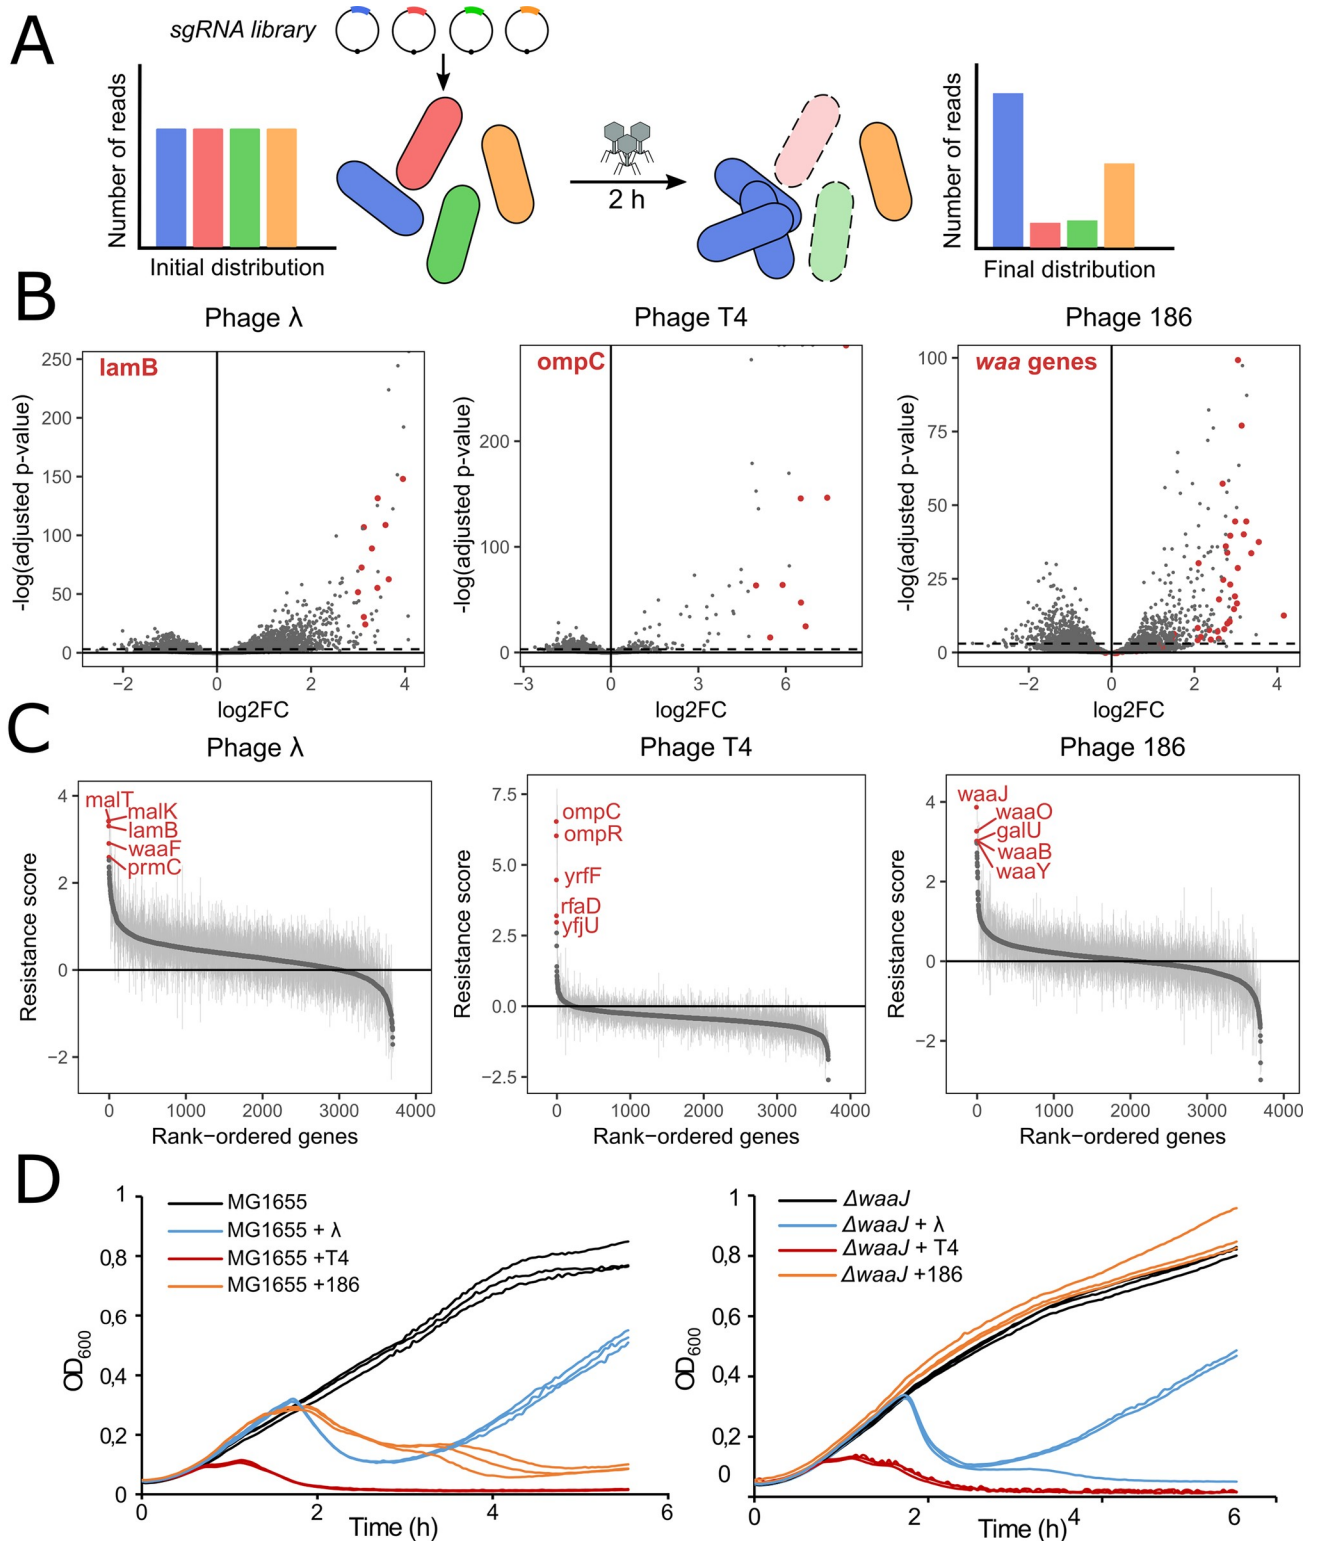 A
sgRNA library
Number of reads
Initial distribution
2 h
Number of reads
Final distribution
B
Phage λ
lamB
-log(adjusted p-value)
250
200
150
100
50
0
−2
0
2
4
log2FC
Phage T4
ompC
-log(adjusted p-value)
200
100
0
−3
0
3
6
log2FC
Phage 186
waa genes
-log(adjusted p-value)
100
75
50
25
0
−2
0
2
4
log2FC
C
Phage λ
malT
malK
lamB
waaF
prmC
Resistance score
4
2
0
−2
0
1000
2000
3000
4000
Rank−ordered genes
Phage T4
ompC
ompR
yrfF
rfaD
yfjU
Resistance score
7.5
5.0
2.5
0.0
−2.5
0
1000
2000
3000
4000
Rank−ordered genes
Phage 186
waaJ
waaO
galU
waaB
waaY
Resistance score
4
2
0
−2
0
1000
2000
3000
4000
Rank−ordered genes
D
MG1655
MG1655 + λ
MG1655 +T4
MG1655 +186
OD600
1
0,8
0,6
0,4
0,2
0
0
2
4
6
Time (h)
ΔwaaJ
ΔwaaJ + λ
ΔwaaJ + T4
ΔwaaJ +186
OD600
1
0,8
0,6
0,4
0,2
0
0
2
4
6
Time (h)